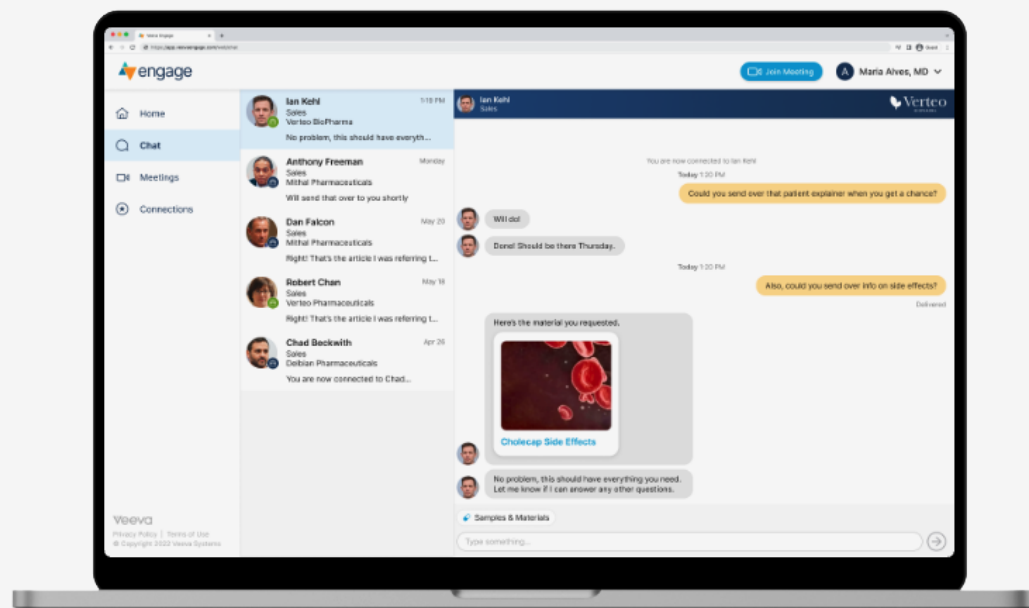 Veeva Engage
engage
Join Meeting
A
Maria Alves, MD
Home
Chat
Meetings
Connections
Ian Kehl
1:18 PM
Sales
Verteo BioPharma
No problem, this should have everyth...
Anthony Freeman
Monday
Sales
Mithal Pharmaceuticals
Will send that over to you shortly
Dan Falcon
May 20
Sales
Mithal Pharmaceuticals
Right! That's the article I was referring t...
Robert Chan
May 18
Sales
Verteo Pharmaceuticals
Right! That's the article I was referring t...
Chad Beckwith
Apr 26
Sales
Delbian Pharmaceuticals
You are now connected to Chad...
Ian Kehl
Sales
Verteo
You are now connected to Ian Kehl
Today 1:20 PM
Could you send over that patient explainer when you get a chance?
Will do!
Done! Should be there Thursday.
Today 1:20 PM
Also, could you send over info on side effects?
Delivered
Here's the material you requested.
Cholecap Side Effects
No problem, this should have everything you need.
Let me know if I can answer any other questions.
Samples & Materials
Type something...
Veeva
Privacy Policy | Terms of Use
© Copyright 2022 Veeva Systems